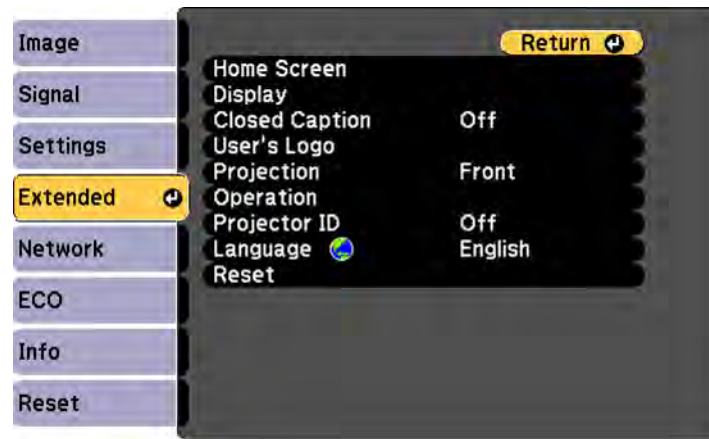 Image
Signal
Settings
Extended
Network
ECO
Info
Reset
Return
Home Screen
Display
Closed Caption Off
User's Logo
Projection Front
Operation
Projector ID Off
Language English
Reset